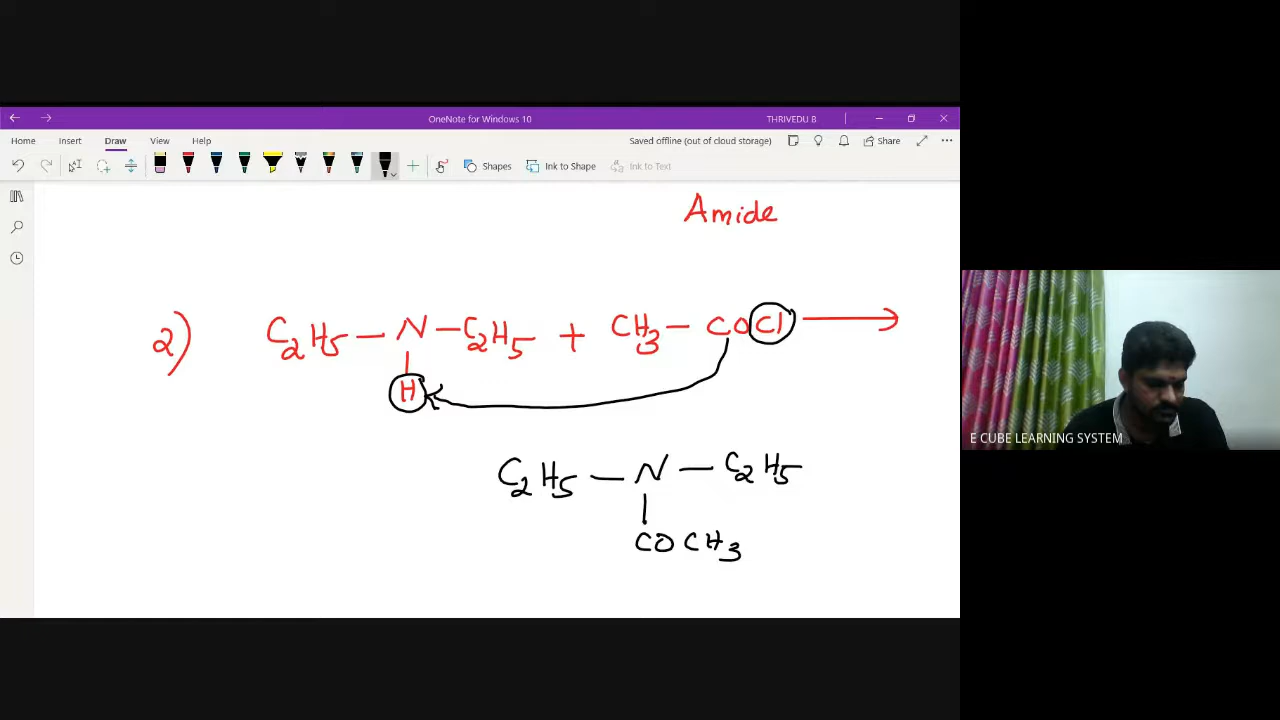 OneNote for Windows 10
THRIVEDU B
Home Insert Draw View Help
Saved offline (out of cloud storage)
Share
Shapes
Ink to Shape
Ink to Text
Amide
2) C2H5 — N — C2H5 + CH3 — COCl →
H
C2H5 — N — C2H5
COCH3
E CUBE LEARNING SYSTEM